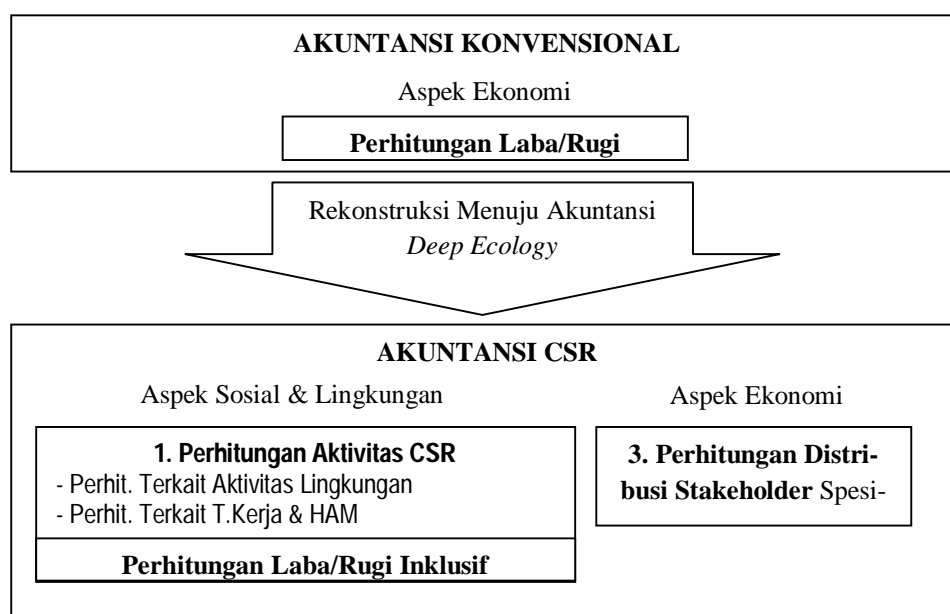 AKUNTANSI KONVENSIONAL
Aspek Ekonomi
Perhitungan Laba/Rugi
Rekonstruksi Menuju Akuntansi
Deep Ecology
AKUNTANSI CSR
Aspek Sosial & Lingkungan
1. Perhitungan Aktivitas CSR
- Perhit. Terkait Aktivitas Lingkungan
- Perhit. Terkait T.Kerja & HAM
Perhitungan Laba/Rugi Inklusif
Aspek Ekonomi
3. Perhitungan Distri-
busi Stakeholder Spesi-